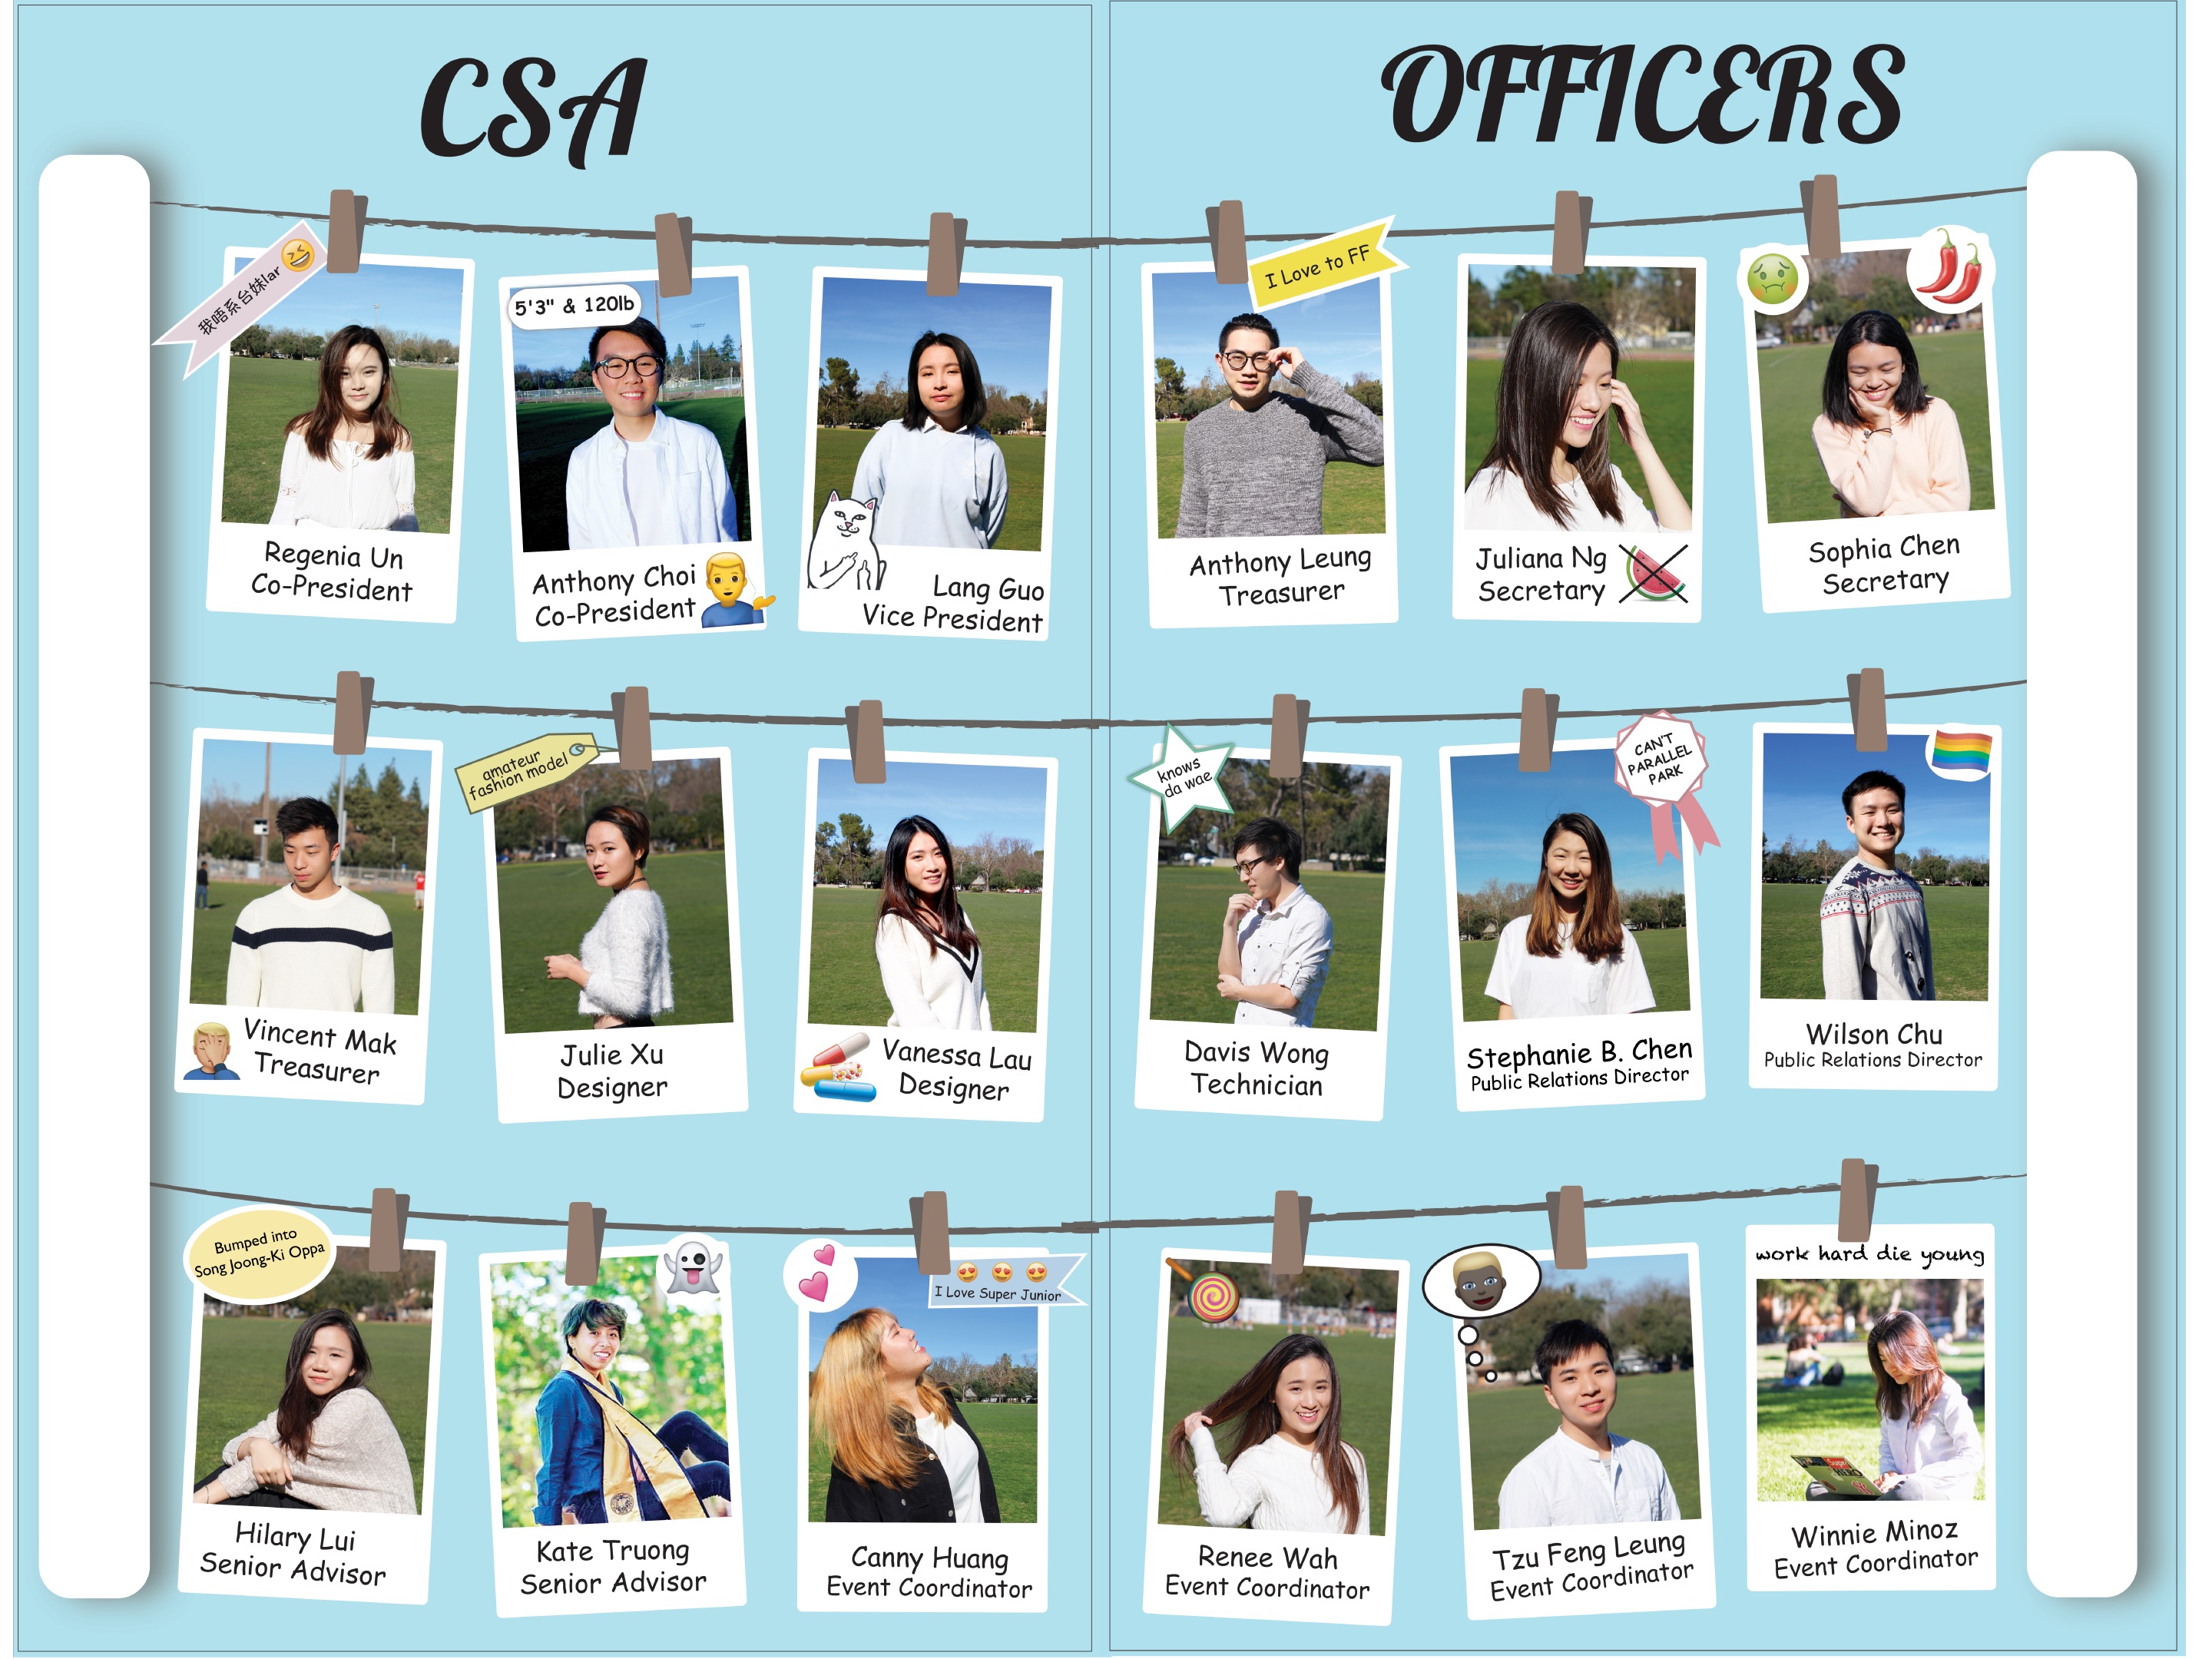 CSA
OFFICERS
我唔系台妹lar
Regenia Un
Co-President
5'3" & 120lb
Anthony Choi
Co-President
Lang Guo
Vice President
I Love to FF
Anthony Leung
Treasurer
Juliana Ng
Secretary
Sophia Chen
Secretary
Vincent Mak
Treasurer
amateur
fashion model
Julie Xu
Designer
Vanessa Lau
Designer
knows
da wae
Davis Wong
Technician
CAN'T
PARALLEL
PARK
Stephanie B. Chen
Public Relations Director
Wilson Chu
Public Relations Director
Bumped into
Song Joong-Ki Oppa
Hilary Lui
Senior Advisor
Kate Truong
Senior Advisor
I Love Super Junior
Canny Huang
Event Coordinator
Renee Wah
Event Coordinator
Tzu Feng Leung
Event Coordinator
work hard die young
Winnie Minoz
Event Coordinator